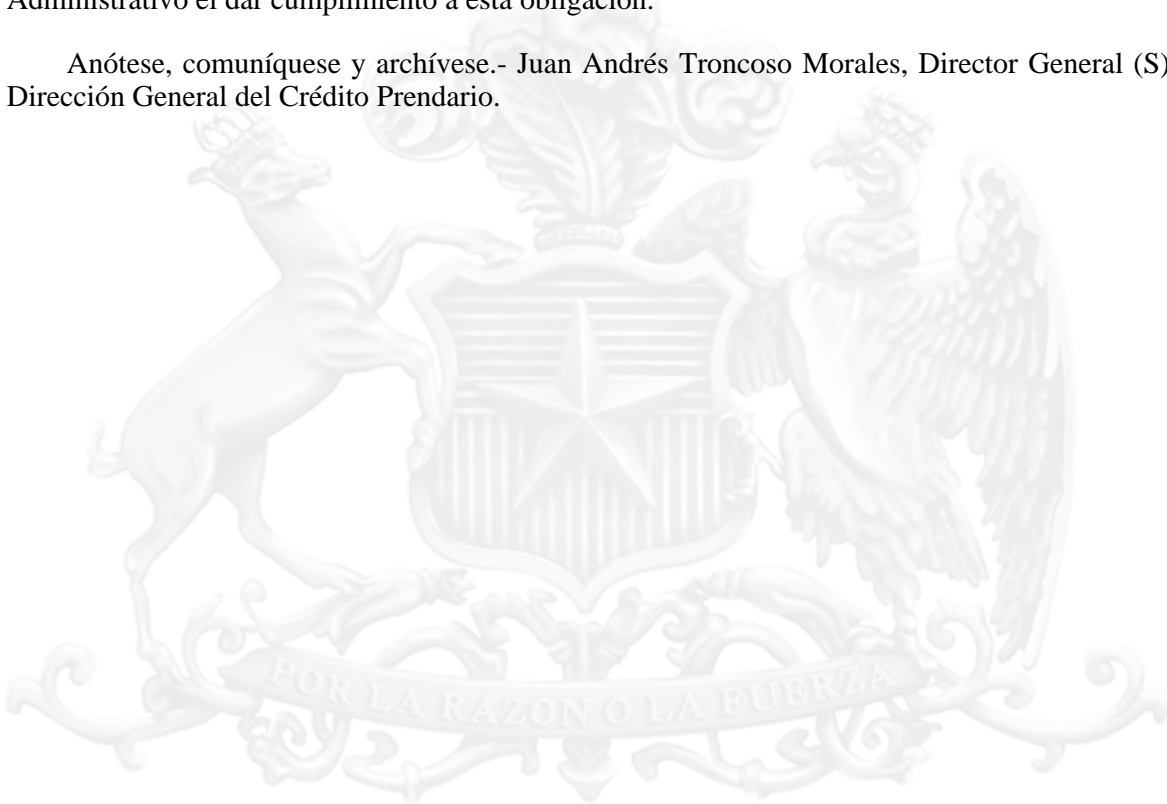 Administrativo el dar cumplimiento a esta obligación.
Anótese, comuníquese y archívese.- Juan Andrés Troncoso Morales, Director General (S)
Dirección General del Crédito Prendario.
POR LA RAZON O LA FUERZA